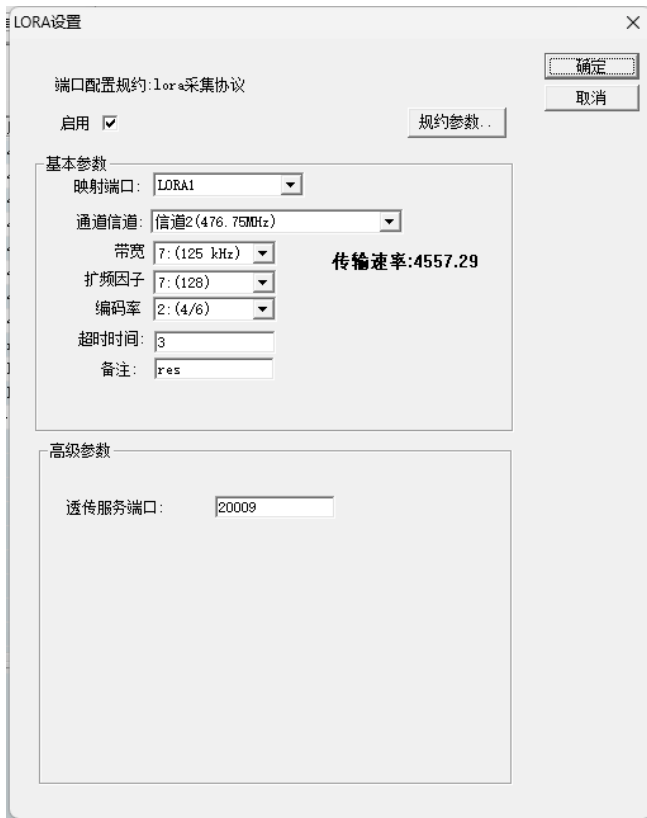 LORA设置
端口配置规约:lora采集协议
确定
取消
启用
规约参数..
基本参数
映射端口: LORA1
通道信道: 信道2(476.75MHz)
带宽 7:(125 kHz)
传输速率:4557.29
扩频因子 7:(128)
编码率 2:(4/6)
超时时间: 3
备注: res
高级参数
透传服务端口: 20009